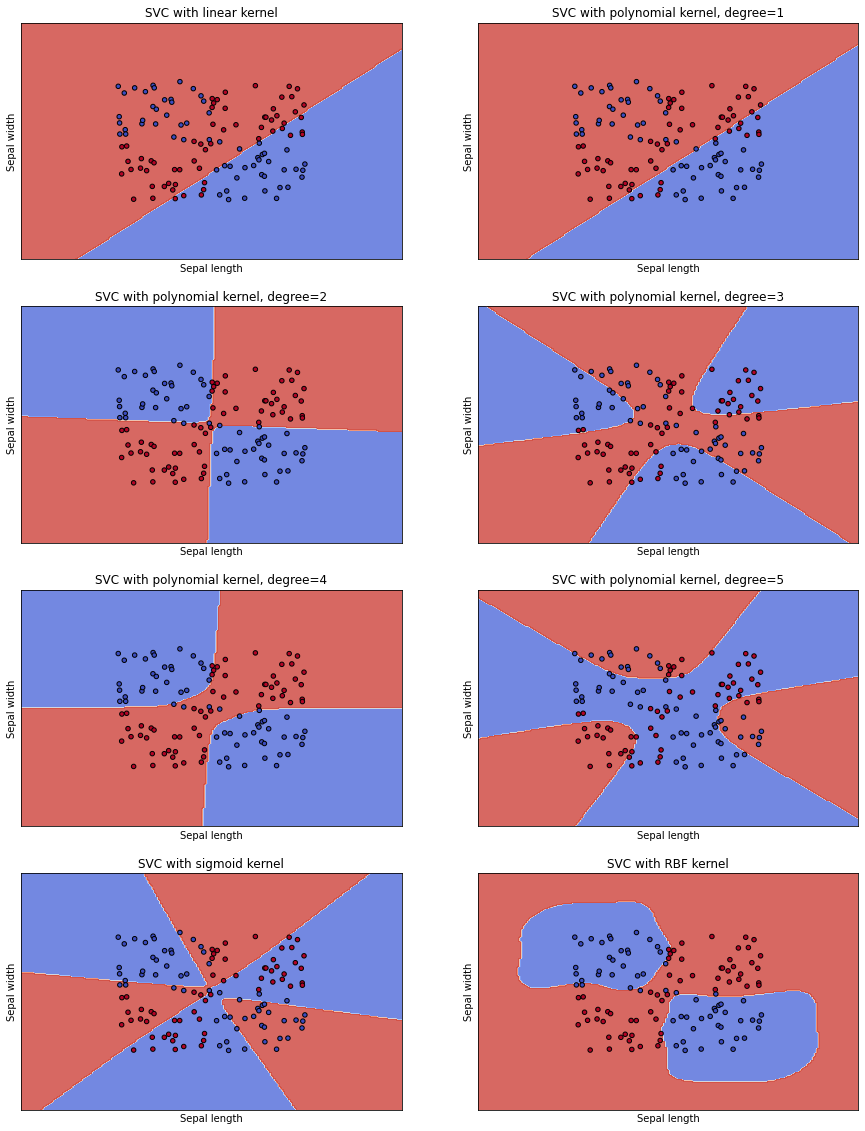 SVC with linear kernel
Sepal width
Sepal length
SVC with polynomial kernel, degree=1
Sepal width
Sepal length
SVC with polynomial kernel, degree=2
Sepal width
Sepal length
SVC with polynomial kernel, degree=3
Sepal width
Sepal length
SVC with polynomial kernel, degree=4
Sepal width
Sepal length
SVC with polynomial kernel, degree=5
Sepal width
Sepal length
SVC with sigmoid kernel
Sepal width
Sepal length
SVC with RBF kernel
Sepal width
Sepal length